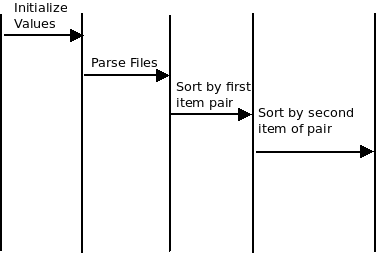 Initialize
Values
Parse Files
Sort by first
item pair
Sort by second
item of pair